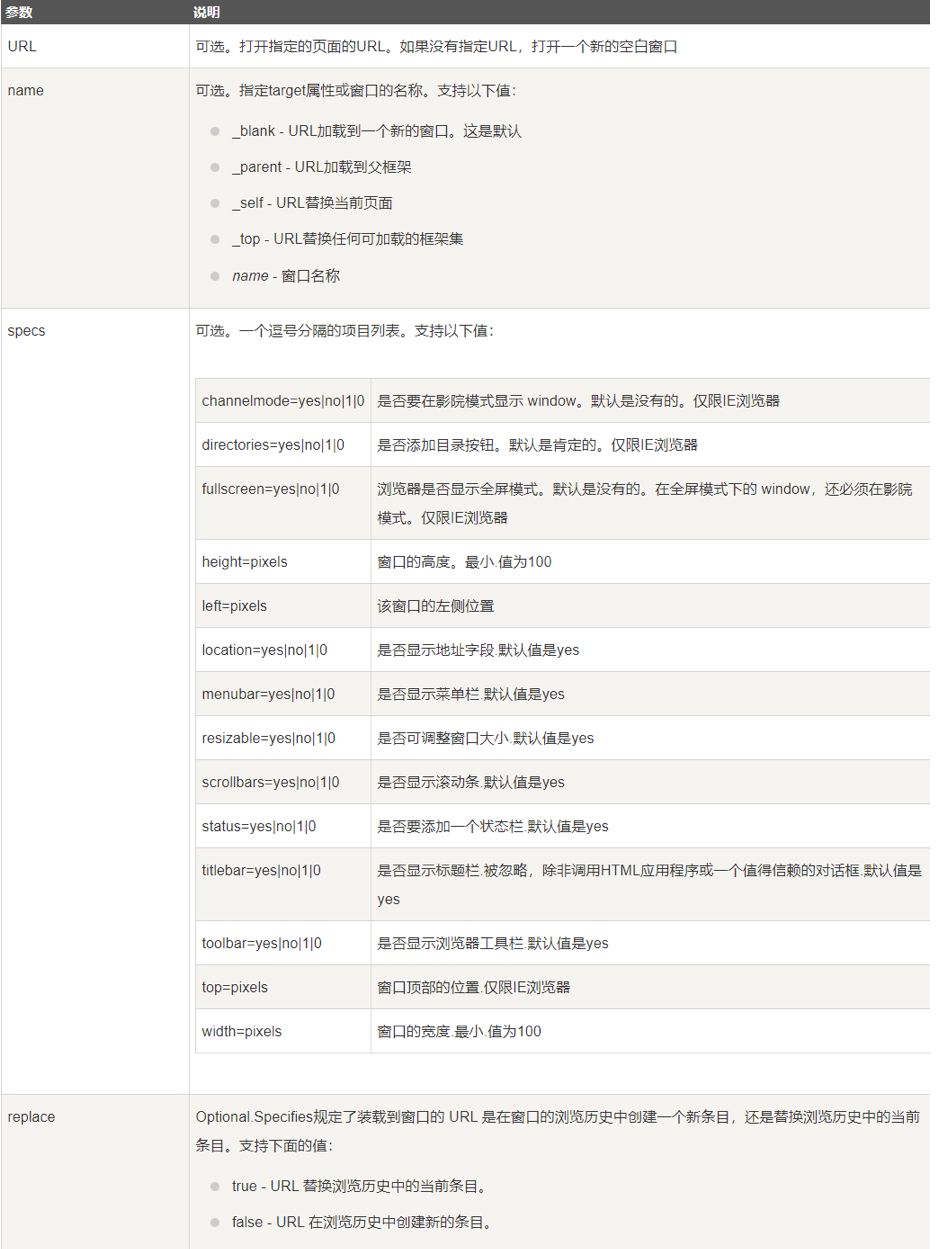 参数 说明
URL 可选。打开指定的页面的URL。如果没有指定URL，打开一个新的空白窗口
name 可选。指定target属性或窗口的名称。支持以下值：
_blank - URL加载到一个新的窗口。这是默认
_parent - URL加载到父框架
_self - URL替换当前页面
_top - URL替换任何可加载的框架集
name - 窗口名称
specs 可选。一个逗号分隔的项目列表。支持以下值：
channelmode=yes|no|1|0 是否要在影院模式显示 window。默认是没有的。仅限IE浏览器
directories=yes|no|1|0 是否添加目录按钮。默认是肯定的。仅限IE浏览器
fullscreen=yes|no|1|0 浏览器是否显示全屏模式。默认是没有的。在全屏模式下的 window，还必须在影院
模式。仅限IE浏览器
height=pixels 窗口的高度。最小.值为100
left=pixels 该窗口的左侧位置
location=yes|no|1|0 是否显示地址字段.默认值是yes
menubar=yes|no|1|0 是否显示菜单栏.默认值是yes
resizable=yes|no|1|0 是否可调整窗口大小.默认值是yes
scrollbars=yes|no|1|0 是否显示滚动条.默认值是yes
status=yes|no|1|0 是否要添加一个状态栏.默认值是yes
titlebar=yes|no|1|0 是否显示标题栏.被忽略，除非调用HTML应用程序或一个值得信赖的对话框.默认值是
yes
toolbar=yes|no|1|0 是否显示浏览器工具栏.默认值是yes
top=pixels 窗口顶部的位置.仅限IE浏览器
width=pixels 窗口的宽度.最小.值为100
replace Optional.Specifies规定了装载到窗口的 URL 是在窗口的浏览历史中创建一个新条目，还是替换浏览历史中的当前
条目。支持下面的值：
true - URL 替换浏览历史中的当前条目。
false - URL 在浏览历史中创建新的条目。